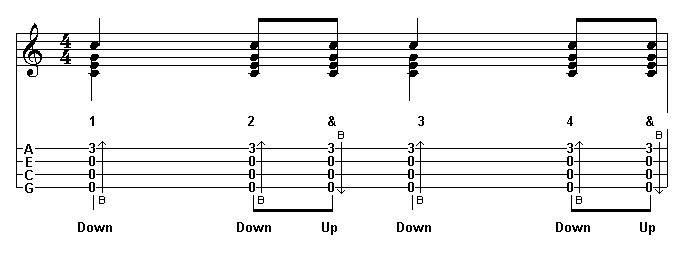 4
4
1 2 & 3 4 &
B B
A 3 3 3 3 3 3
E 0 0 0 0 0 0
C 0 0 0 0 0 0
G 0 0 0 0 0 0
B B B B
Down Down Up Down Down Up